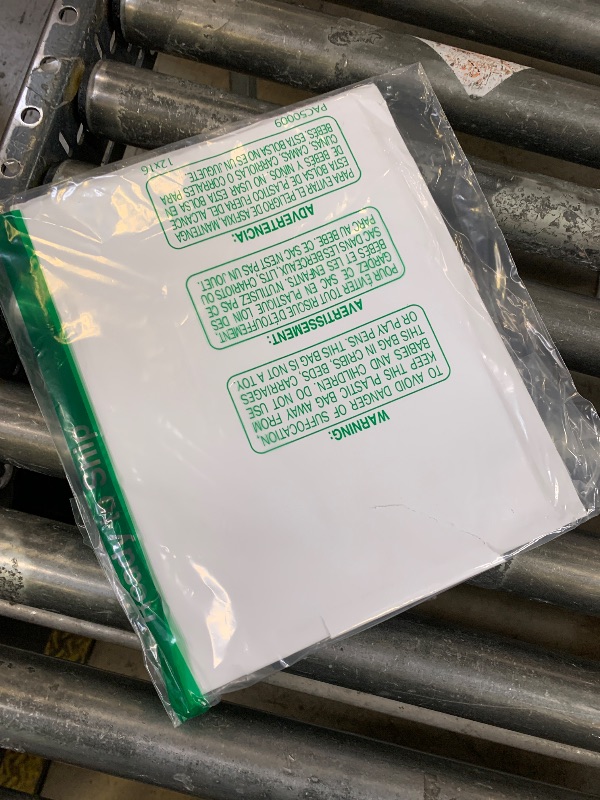 WARNING:
TO AVOID DANGER OF SUFFOCATION,
KEEP THIS PLASTIC BAG AWAY FROM
BABIES AND CHILDREN. DO NOT USE
THIS BAG IN CRIBS, BEDS, CARRIAGES
OR PLAY PENS. THIS BAG IS NOT A TOY.
AVERTISSEMENT:
POUR ÉVITER TOUT RISQUE D'ÉTOUFFEMENT
GARDEZ CE SAC EN PLASTIQUE LOIN DES
BÉBÉS ET LES ENFANTS. N'UTILISEZ PAS CE
SAC DANS LES BERCEAUX, LITS, CHARIOTS OU
PARC AU BÉBÉ. DE SAC N'EST PAS UN JOUET.
ADVERTENCIA:
PARA EVITAR EL PELIGRO DE ASFIXIA, MANTENGA
ESTA BOLSA DE PLASTICO FUERA DEL ALCANCE
DE BEBES Y NIÑOS. NO USAR ESTA BOLSA EN
CUNAS, CAMAS, CARRIOLAS O CORRALES PARA
BEBES. ESTA BOLSA NO ES UN JUGUETE.
PAC50009
12x16